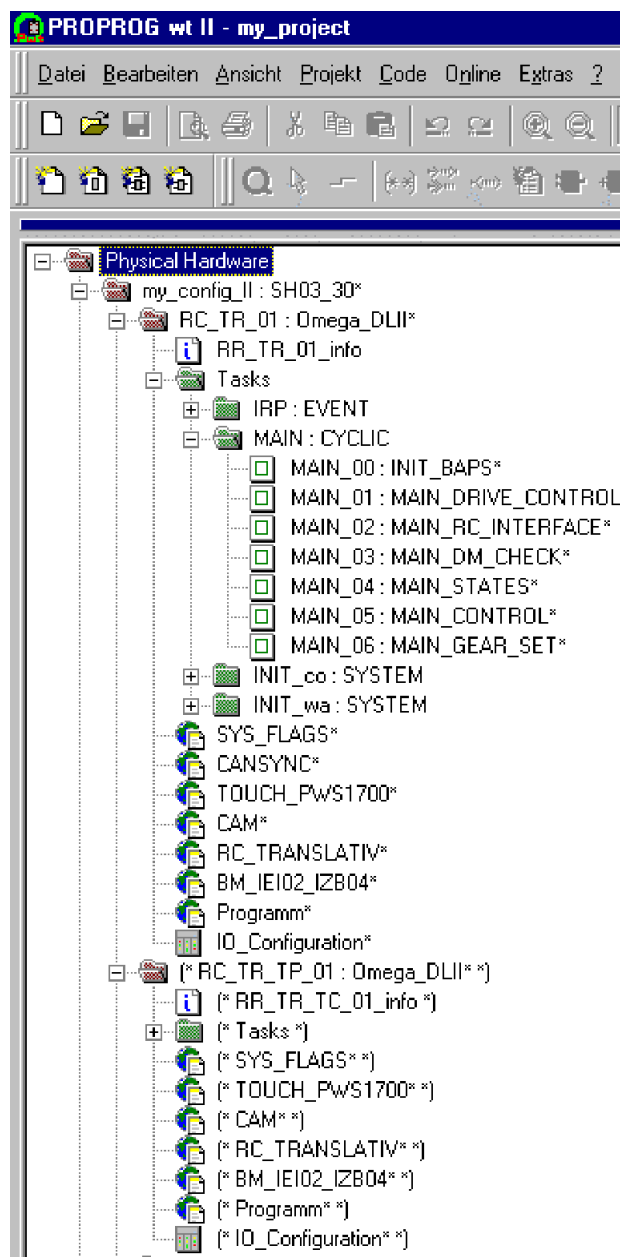 PROPROG wt II - my_project
Datei Bearbeiten Ansicht Projekt Code Online Extras ?
Physical Hardware
my_config_II : SH03_30*
RC_TR_01 : Omega_DLII*
RR_TR_01_info
Tasks
IRP : EVENT
MAIN : CYCLIC
MAIN_00 : INIT_BAPS*
MAIN_01 : MAIN_DRIVE_CONTROL
MAIN_02 : MAIN_RC_INTERFACE*
MAIN_03 : MAIN_DM_CHECK*
MAIN_04 : MAIN_STATES*
MAIN_05 : MAIN_CONTROL*
MAIN_06 : MAIN_GEAR_SET*
INIT_co : SYSTEM
INIT_wa : SYSTEM
SYS_FLAGS*
CANSYNC*
TOUCH_PWS1700*
CAM*
RC_TRANSLATIV*
BM_IEI02_IZB04*
Programm*
IO_Configuration*
(* RC_TR_TP_01 : Omega_DLII* *)
(* RR_TR_TC_01_info *)
(* Tasks *)
(* SYS_FLAGS* *)
(* TOUCH_PWS1700* *)
(* CAM* *)
(* RC_TRANSLATIV* *)
(* BM_IEI02_IZB04* *)
(* Programm* *)
(* IO_Configuration* *)